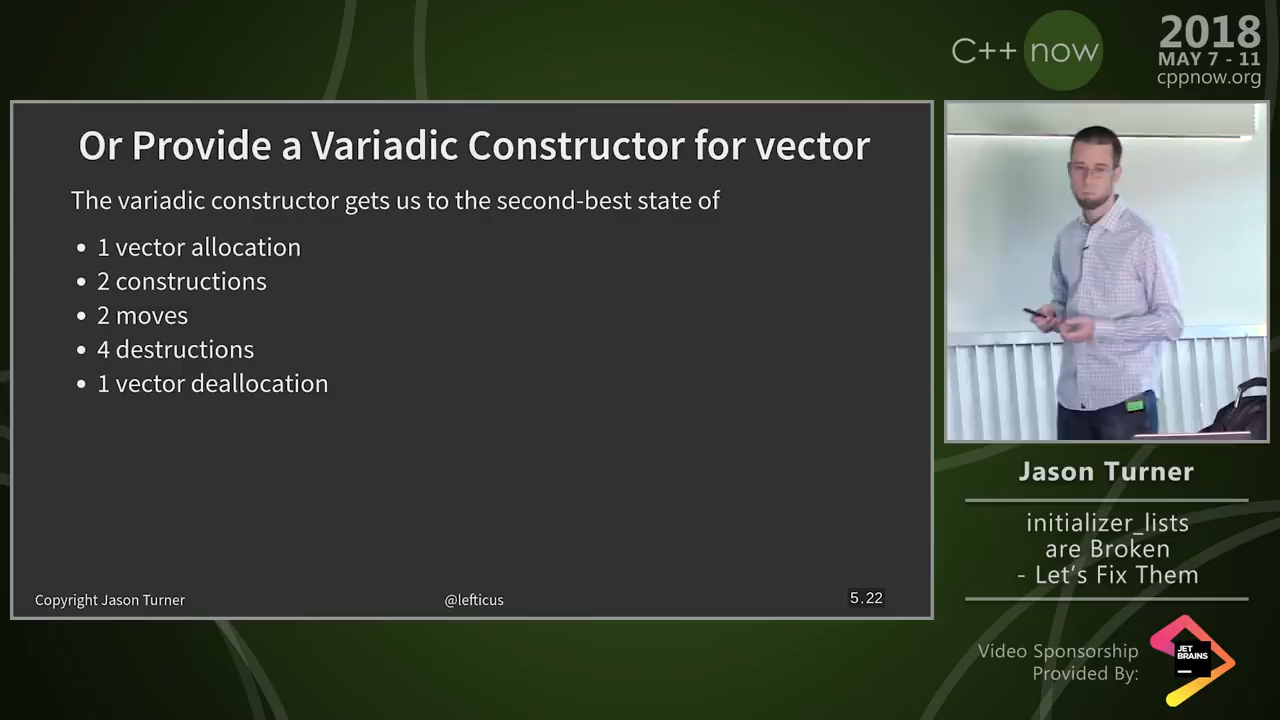 C++ now
2018
MAY 7 - 11
cppnow.org
Or Provide a Variadic Constructor for vector
The variadic constructor gets us to the second-best state of
• 1 vector allocation
• 2 constructions
• 2 moves
• 4 destructions
• 1 vector deallocation
Copyright Jason Turner
@lefticus
5.22
Jason Turner
initializer_lists
are Broken
- Let's Fix Them
Video Sponsorship
Provided By:
JET
BRAINS